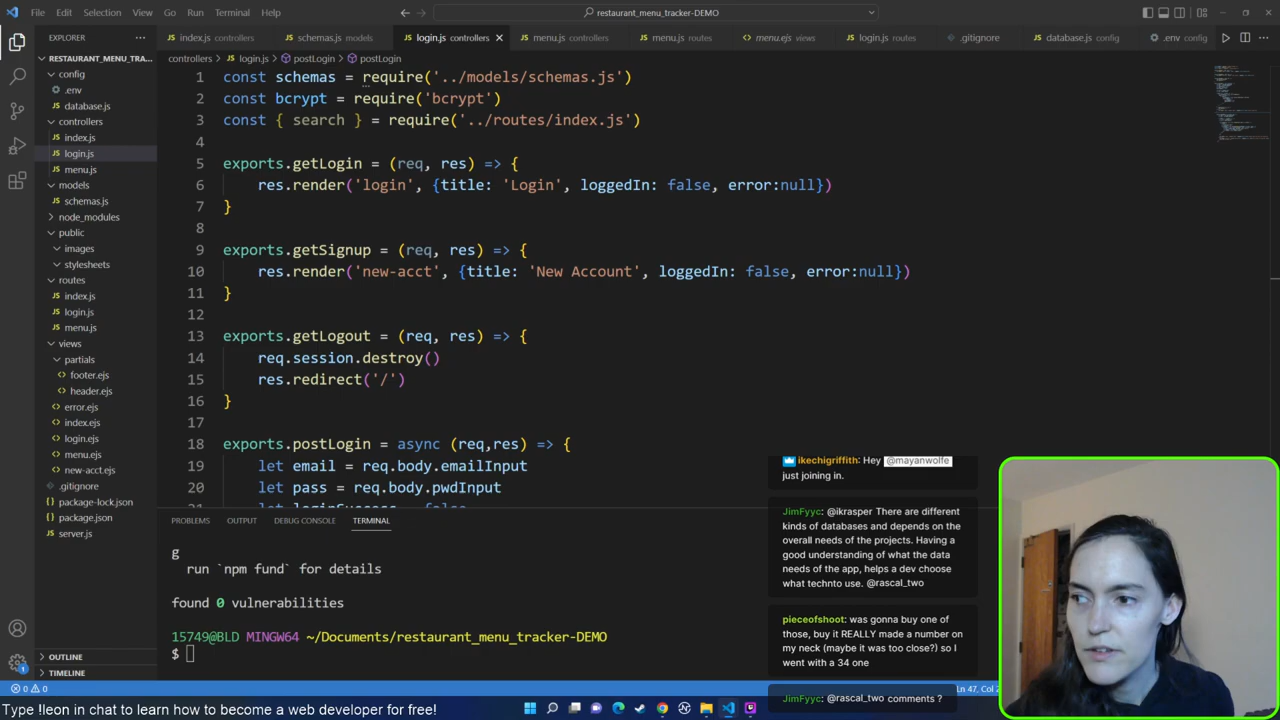 File Edit Selection View Go Run Terminal Help
restaurant_menu_tracker-DEMO
EXPLORER
index.js controllers
schemas.js models
login.js controllers
menu.js controllers
menu.js routes
menu.ejs views
login.js routes
.gitignore
database.js config
.env config
controllers > login.js > postLogin > postLogin
RESTAURANT_MENU_TRA...
config
.env
database.js
controllers
index.js
login.js
menu.js
models
schemas.js
node_modules
public
images
stylesheets
routes
index.js
login.js
menu.js
views
partials
footer.ejs
header.ejs
error.ejs
index.ejs
login.ejs
menu.ejs
new-acct.ejs
.gitignore
package-lock.json
package.json
server.js
OUTLINE
TIMELINE
1 const schemas = require('../models/schemas.js')
2 const bcrypt = require('bcrypt')
3 const { search } = require('../routes/index.js')
4
5 exports.getLogin = (req, res) => {
6 res.render('login', {title: 'Login', loggedIn: false, error:null})
7 }
8
9 exports.getSignup = (req, res) => {
10 res.render('new-acct', {title: 'New Account', loggedIn: false, error:null})
11 }
12
13 exports.getLogout = (req, res) => {
14 req.session.destroy()
15 res.redirect('/')
16 }
17
18 exports.postLogin = async (req,res) => {
19 let email = req.body.emailInput
20 let pass = req.body.pwdInput
PROBLEMS OUTPUT DEBUG CONSOLE TERMINAL
g
run `npm fund` for details
found 0 vulnerabilities
15749@BLD MINGW64 ~/Documents/restaurant_menu_tracker-DEMO
$
ikechigriffith: Hey @mayanwolfe
just joining in.
JimFyyc: @ikrasper There are different
kinds of databases and depends on the
overall needs of the projects. Having a
good understanding of what the data
needs of the app, helps a dev choose
what technto use. @rascal_two
pieceofshoot: was gonna buy one of
those, buy it REALLY made a number on
my neck (maybe it was too close?) so I
went with a 34 one
JimFyyc: @rascal_two comments ?
0 0
Ln 47, Col 2
Type !leon in chat to learn how to become a web developer for free!